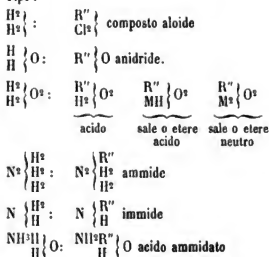 H² } : R'' } composto aloide
H² } Cl² }
H } O: R'' } O anidride.
H }
H² } O²: R'' } O² R'' } O² R'' } O²
H² } H² } MH } M² }
acido sale o etere sale o etere
acido neutro
N² { H² H² H² : N² { R'' H² H² ammide
N { H² H : N { R'' H immide
NH³H } O: NH²R'' } O acido ammidato
H } H }